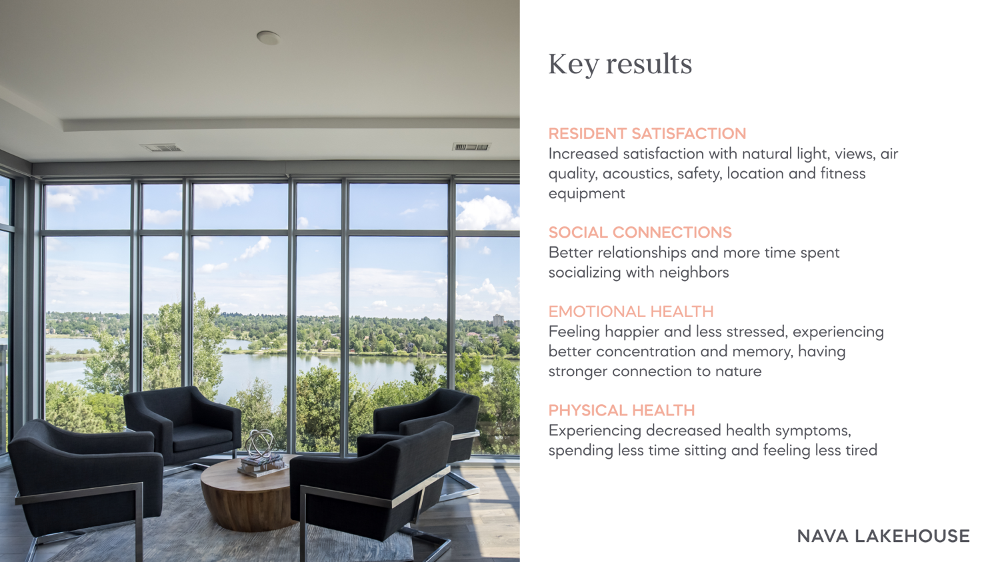 Key results
RESIDENT SATISFACTION
Increased satisfaction with natural light, views, air
quality, acoustics, safety, location and fitness
equipment
SOCIAL CONNECTIONS
Better relationships and more time spent
socializing with neighbors
EMOTIONAL HEALTH
Feeling happier and less stressed, experiencing
better concentration and memory, having
stronger connection to nature
PHYSICAL HEALTH
Experiencing decreased health symptoms,
spending less time sitting and feeling less tired
NAVA LAKEHOUSE